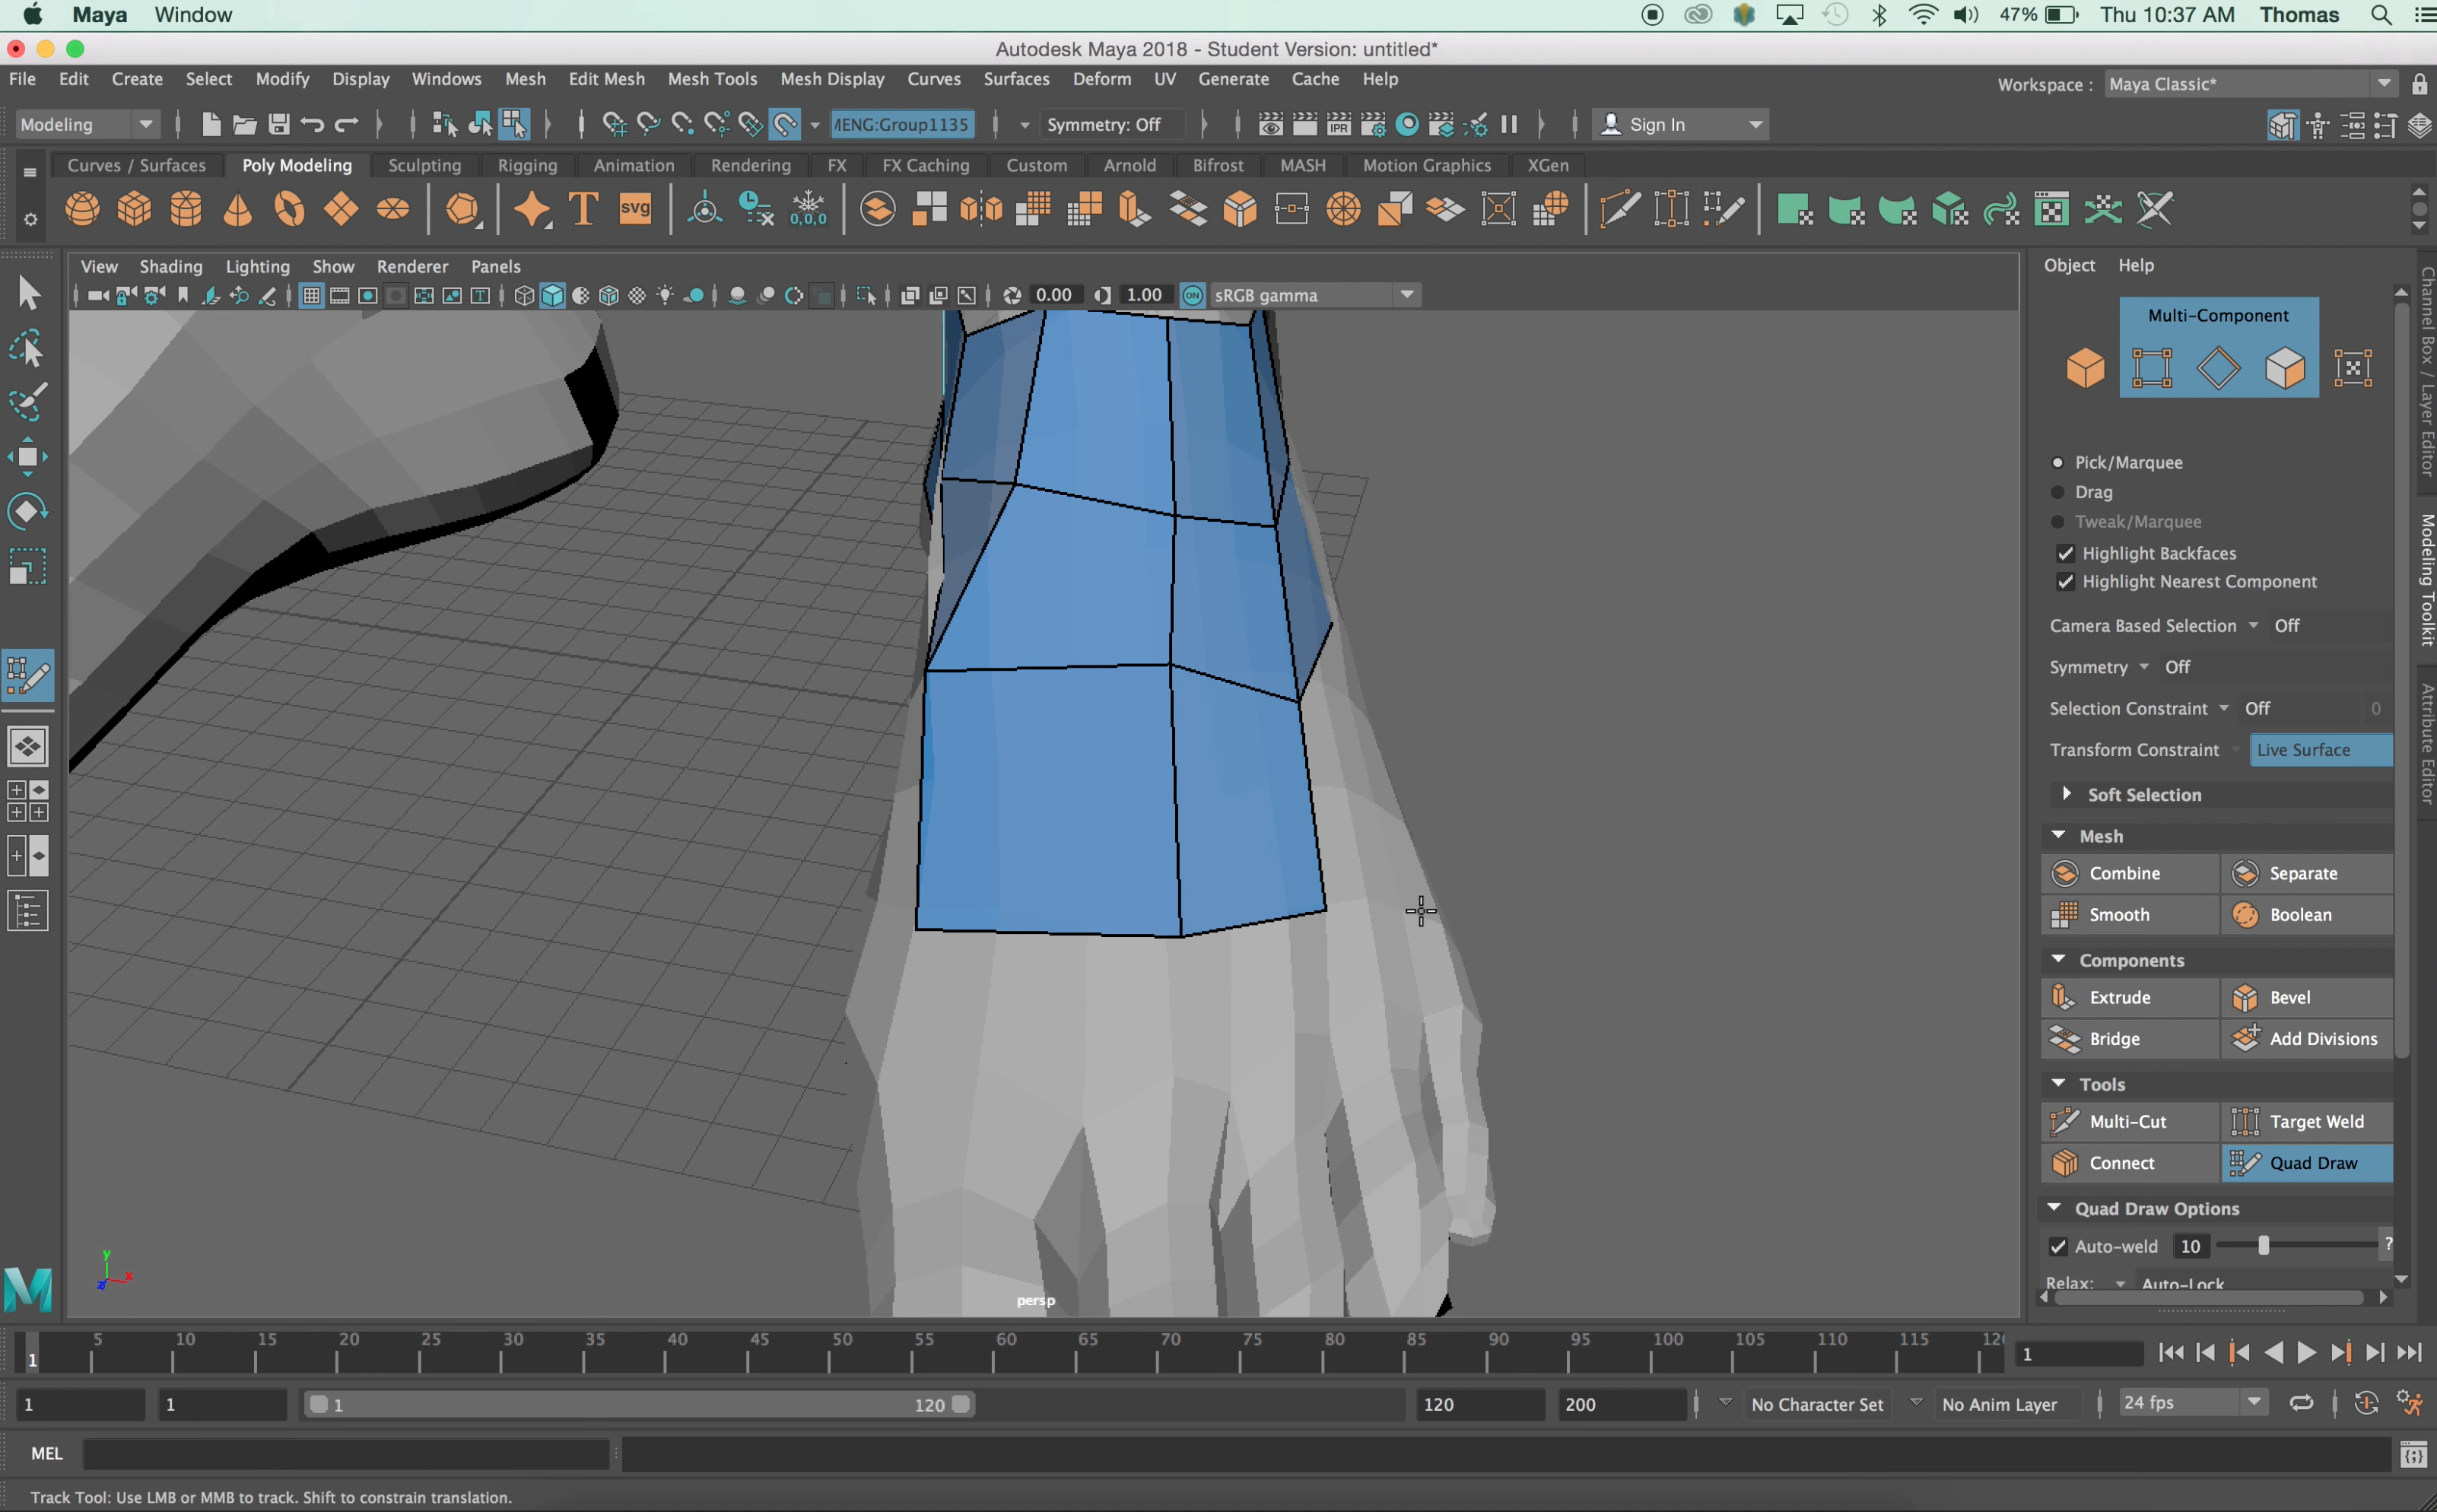 Maya Window 47% Thu 10:37 AM Thomas
Autodesk Maya 2018 - Student Version: untitled*
File Edit Create Select Modify Display Windows Mesh Edit Mesh Mesh Tools Mesh Display Curves Surfaces Deform UV Generate Cache Help
Workspace : Maya Classic*
Modeling ЛENG:Group1135 Symmetry: Off IPR Sign In
Curves / Surfaces Poly Modeling Sculpting Rigging Animation Rendering FX FX Caching Custom Arnold Bifrost MASH Motion Graphics XGen
T svg 0,0,0
View Shading Lighting Show Renderer Panels
0.00 1.00 ON sRGB gamma
Object Help
Multi-Component
Pick/Marquee
Drag
Tweak/Marquee
Highlight Backfaces
Highlight Nearest Component
Camera Based Selection Off
Symmetry Off
Selection Constraint Off 0
Transform Constraint Live Surface
Soft Selection
Mesh
Combine Separate
Smooth Boolean
Components
Extrude Bevel
Bridge Add Divisions
Tools
Multi-Cut Target Weld
Connect Quad Draw
Quad Draw Options
Auto-weld 10 ?
Relax: Auto-Lock
Channel Box / Layer Editor
Modeling Toolkit
Attribute Editor
y
z x
persp
M
5 10 15 20 25 30 35 40 45 50 55 60 65 70 75 80 85 90 95 100 105 110 115 120
1 1
1 1 1 120 120 200 No Character Set No Anim Layer 24 fps
MEL
Track Tool: Use LMB or MMB to track. Shift to constrain translation.